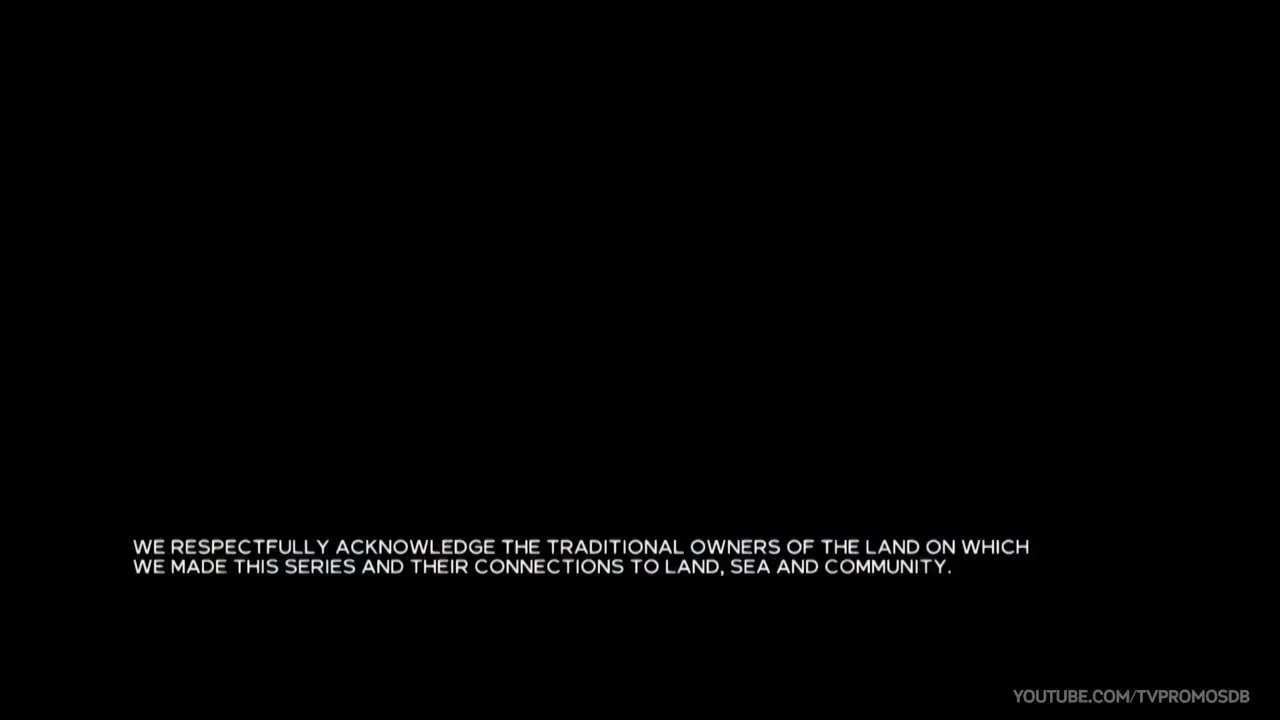 WE RESPECTFULLY ACKNOWLEDGE THE TRADITIONAL OWNERS OF THE LAND ON WHICH
WE MADE THIS SERIES AND THEIR CONNECTIONS TO LAND, SEA AND COMMUNITY.
YOUTUBE.COM/TVPROMOSDB